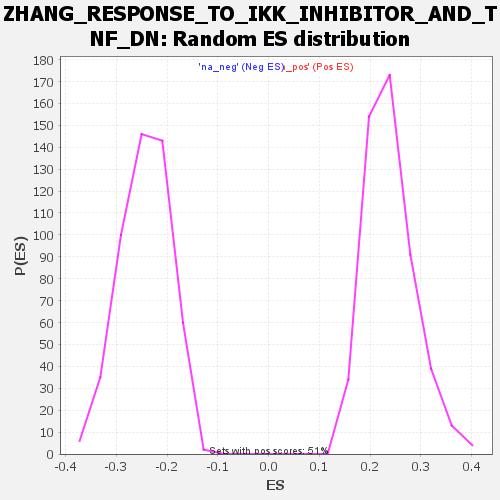 ZHANG_RESPONSE_TO_IKK_INHIBITOR_AND_T
NF_DN: Random ES distribution
'na_neg' (Neg ES)
_pos' (Pos ES)
180
170
160
150
140
130
120
110
100
90
80
70
60
50
40
30
20
10
0
P(ES)
Sets with pos scores: 51%
-0.4 -0.3 -0.2 -0.1 0.0 0.1 0.2 0.3 0.4
ES